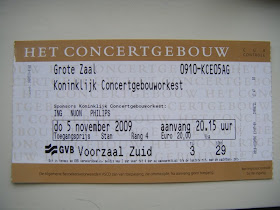 HET CONCERTGEBOUW
Grote Zaal 0910-KCE05AG
Koninklijk Concertgebouworkest
Sponsors Koninklijk Concertgebouworkest:
ING NUON PHILIPS
do 5 november 2009 aanvang 20.15 uur
Toegangsprijs Stan Rang 4 Euro 20,00
GVB Voorzaal Zuid 3 29